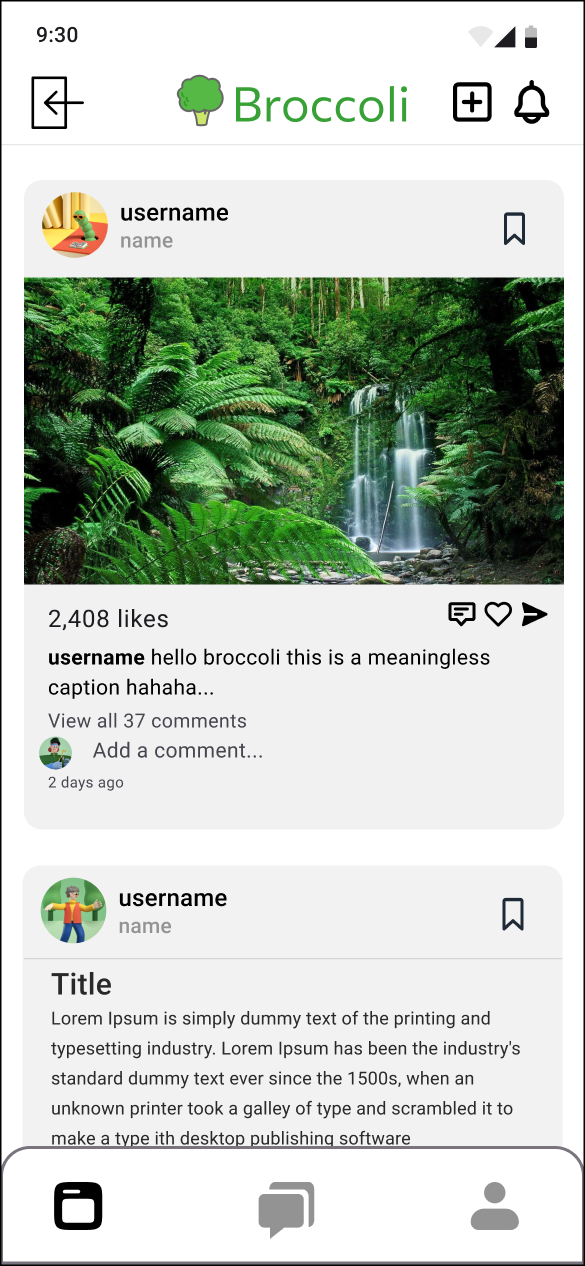 9:30
Broccoli
username
name
2,408 likes
username hello broccoli this is a meaningless
caption hahaha...
View all 37 comments
Add a comment...
2 days ago
username
name
Title
Lorem Ipsum is simply dummy text of the printing and
typesetting industry. Lorem Ipsum has been the industry's
standard dummy text ever since the 1500s, when an
unknown printer took a galley of type and scrambled it to
make a type ith desktop publishing software